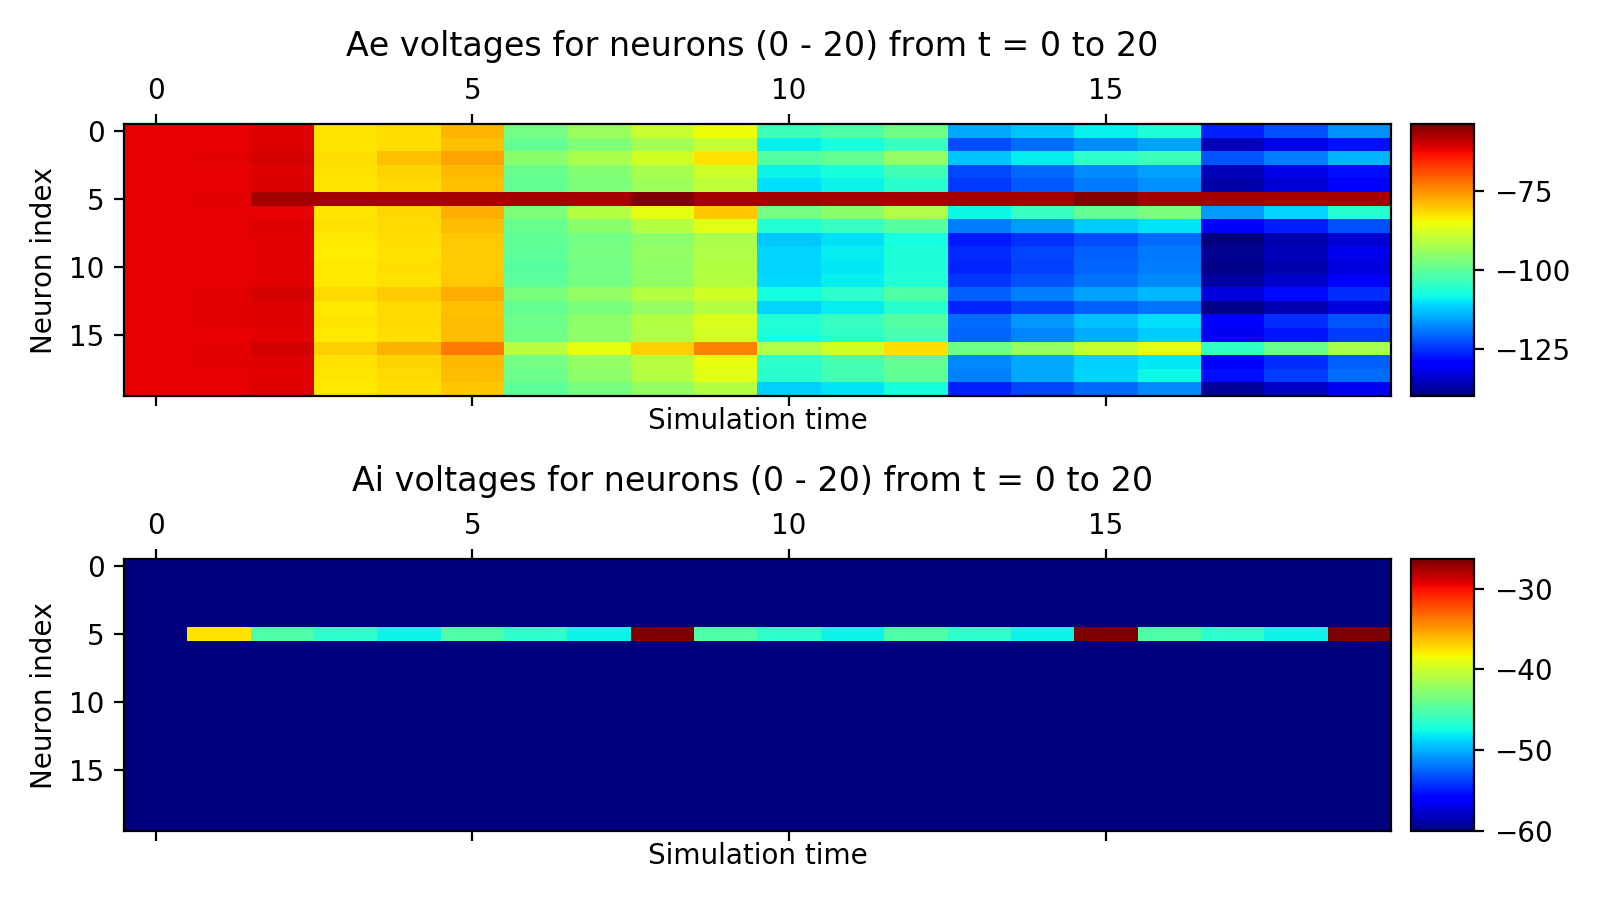 Ae voltages for neurons (0 - 20) from t = 0 to 20
0 5 10 15
Neuron index
0
5
10
15
Simulation time
−75
−100
−125
Ai voltages for neurons (0 - 20) from t = 0 to 20
0 5 10 15
Neuron index
0
5
10
15
Simulation time
−30
−40
−50
−60